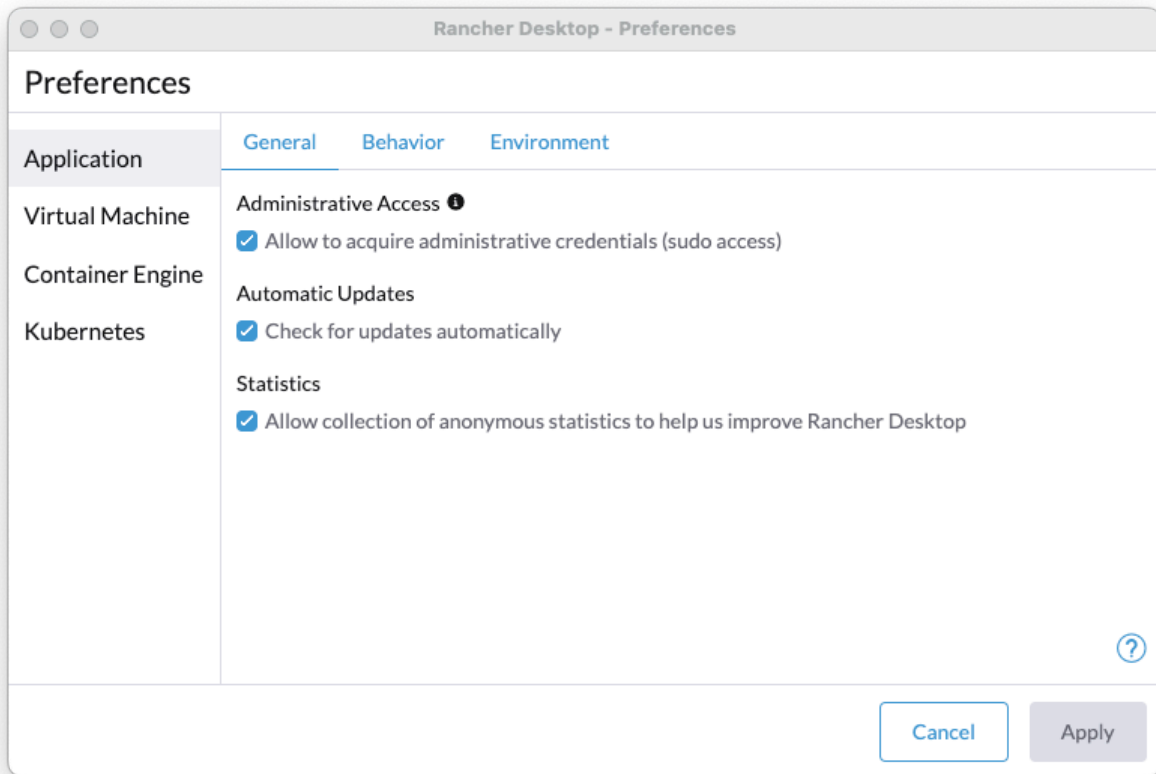 Rancher Desktop - Preferences
Preferences
Application
Virtual Machine
Container Engine
Kubernetes
General Behavior Environment
Administrative Access
Allow to acquire administrative credentials (sudo access)
Automatic Updates
Check for updates automatically
Statistics
Allow collection of anonymous statistics to help us improve Rancher Desktop
?
Cancel Apply